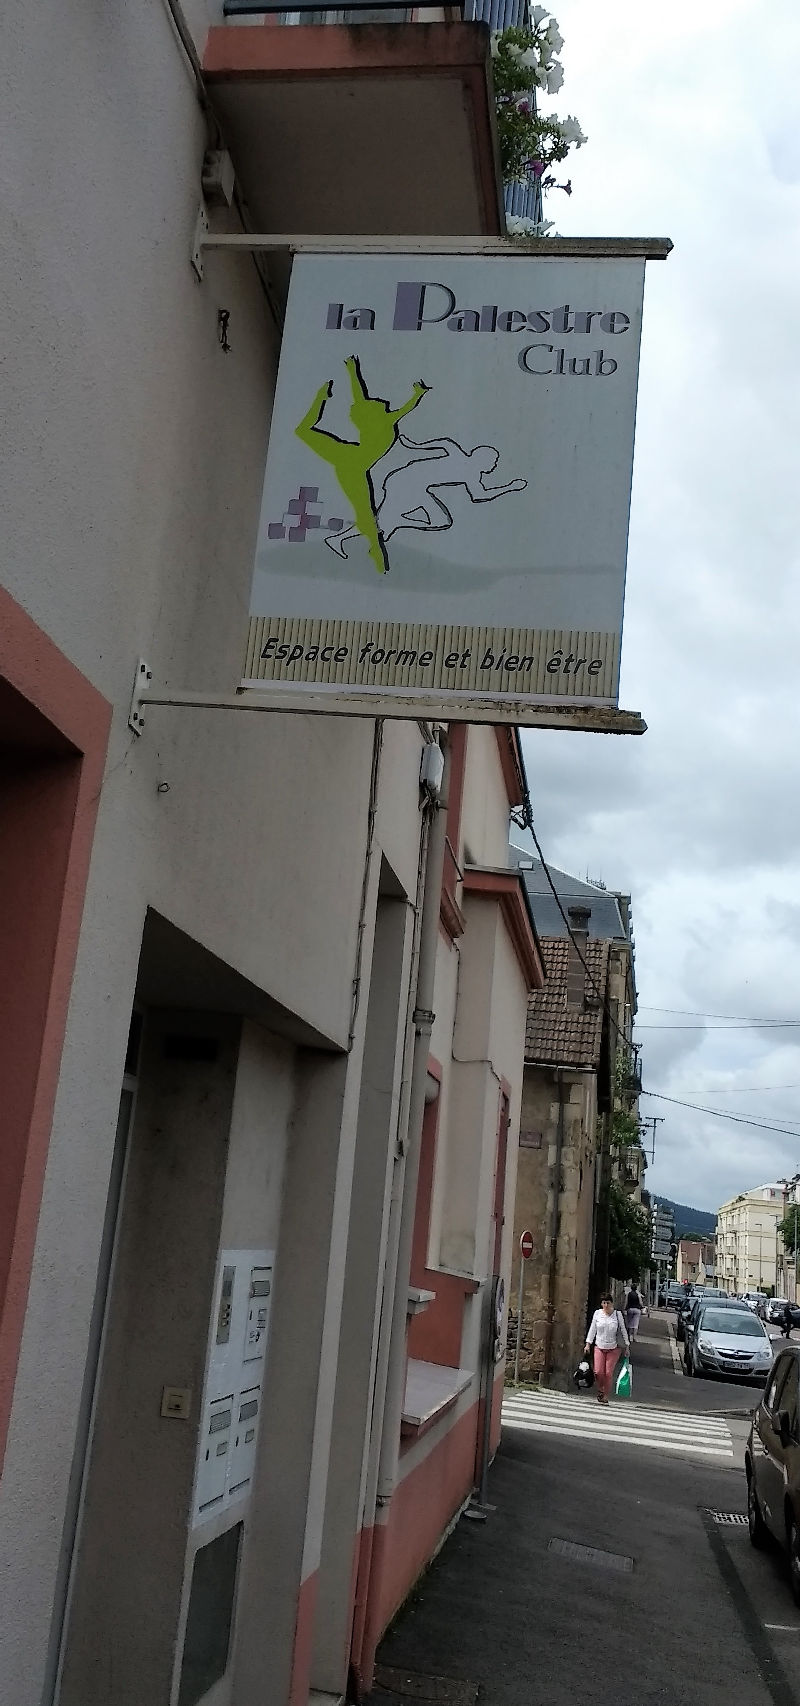 la Palestre
Club
Espace forme et bien être